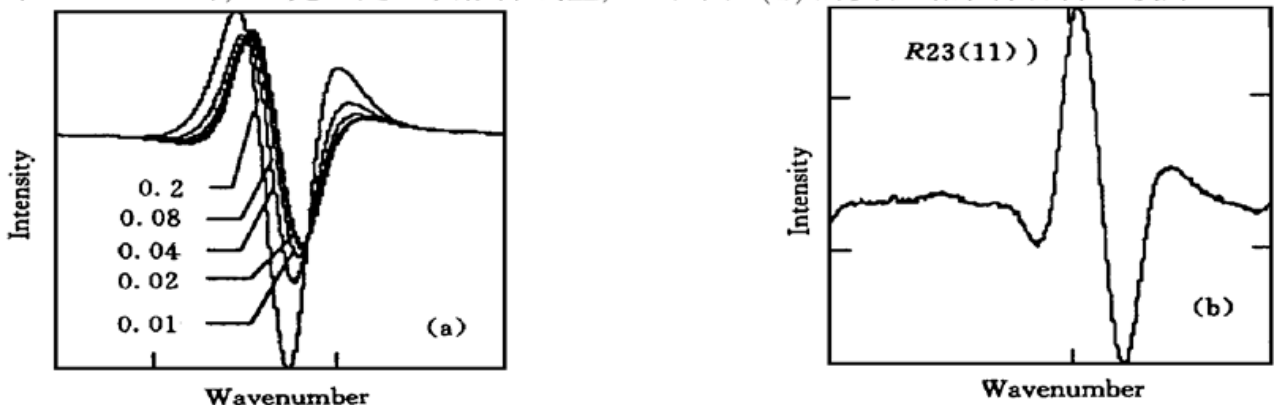 Intensity
0. 2
0. 08
0. 04
0. 02
0. 01
(a)
Wavenumber
R23(11) )
Intensity
(b)
Wavenumber